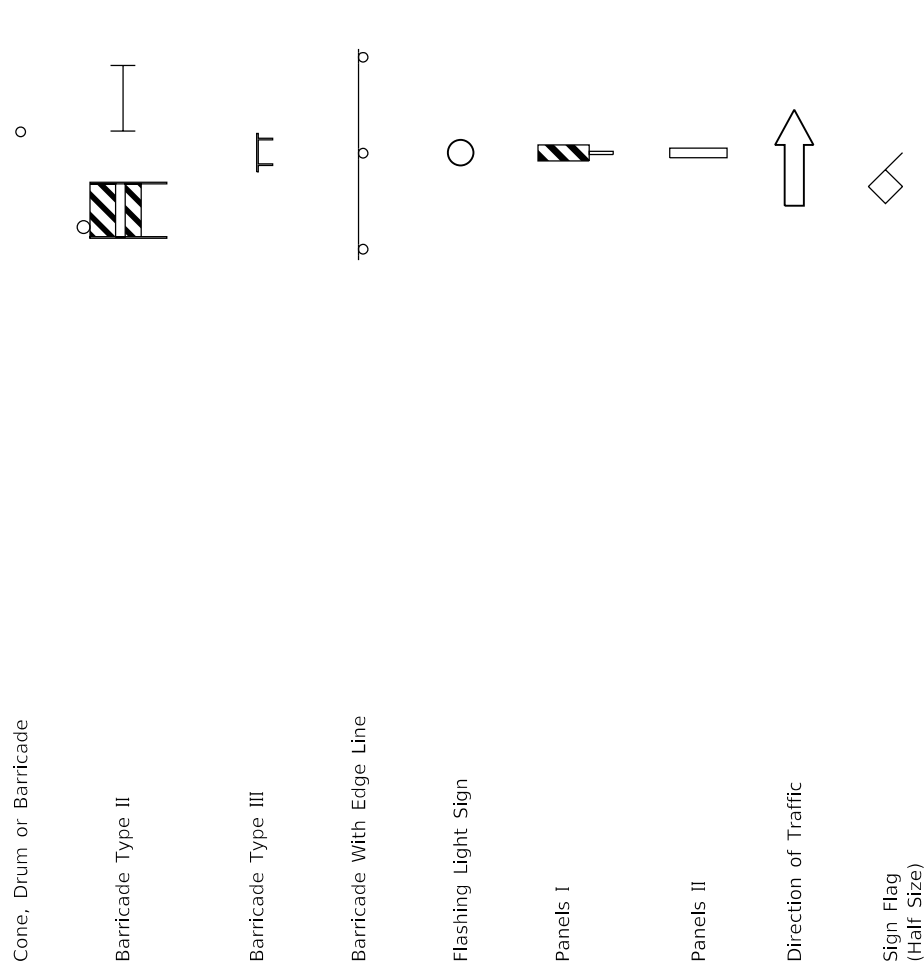 Cone, Drum or Barricade
Barricade Type II
Barricade Type III
Barricade With Edge Line
Flashing Light Sign
Panels I
Panels II
Direction of Traffic
Sign Flag
(Half Size)